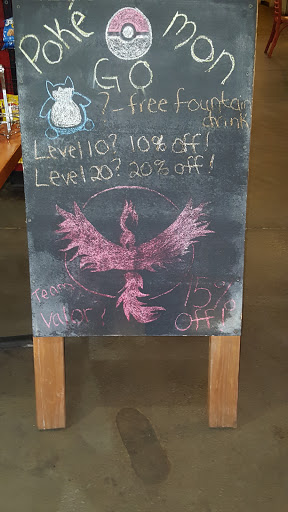 Poké mon
GO
?-free fountain
drink
Level 10? 10% off!
Level 20? 20% off!
Team 15%
Valor? off!